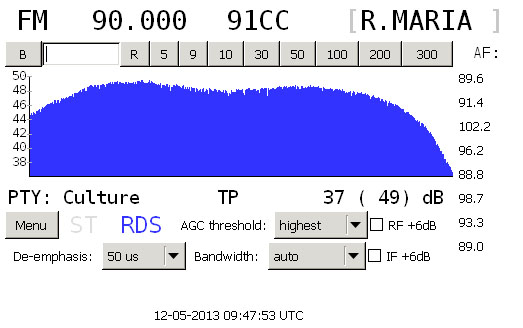 FM 90.000 91CC [R.MARIA ]
B R 5 9 10 30 50 100 200 300 AF:
50
48
46
44
42
40
38
89.6
91.4
102.2
96.2
88.8
PTY: Culture TP 37 ( 49) dB 98.7
Menu ST RDS AGC threshold: highest RF +6dB 93.3
89.0
De-emphasis: 50 us Bandwidth: auto IF +6dB
12-05-2013 09:47:53 UTC